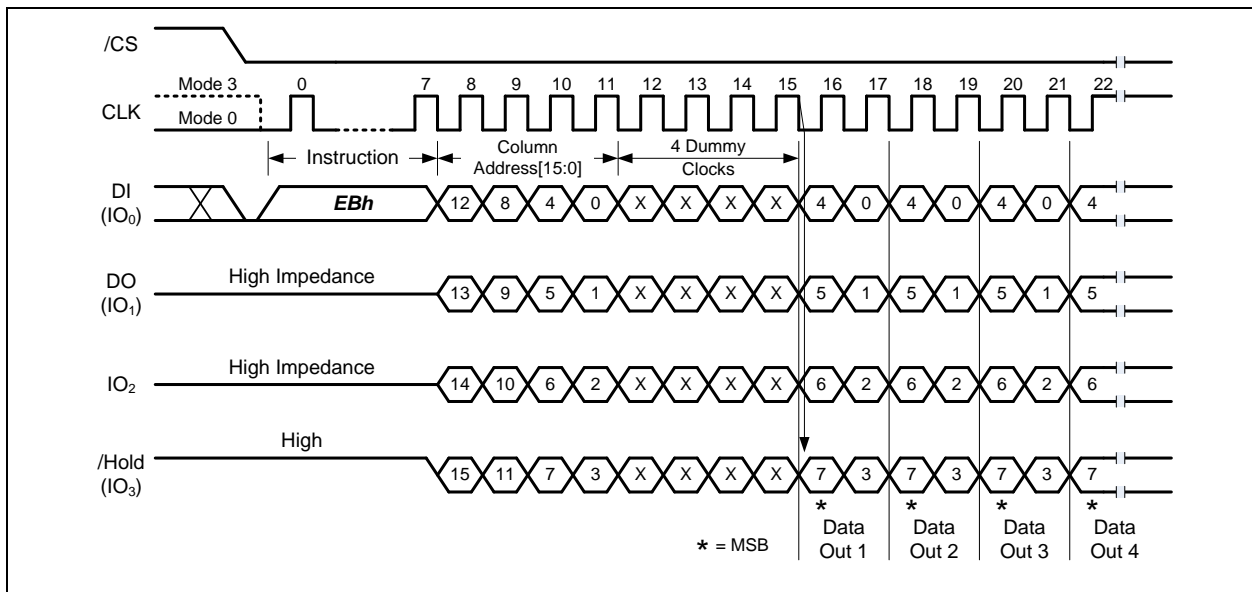 /CS
Mode 3 0 7 8 9 10 11 12 13 14 15 16 17 18 19 20 21 22
CLK
Mode 0
Instruction
Column
Address[15:0]
4 Dummy
Clocks
DI
(IO0)
EBh 12 8 4 0 X X X X 4 0 4 0 4 0 4
DO
(IO1)
High Impedance 13 9 5 1 X X X X 5 1 5 1 5 1 5
IO2
High Impedance 14 10 6 2 X X X X 6 2 6 2 6 2 6
/Hold
(IO3)
High 15 11 7 3 X X X X 7 3 7 3 7 3 7
* * * *
* = MSB
Data
Out 1
Data
Out 2
Data
Out 3
Data
Out 4